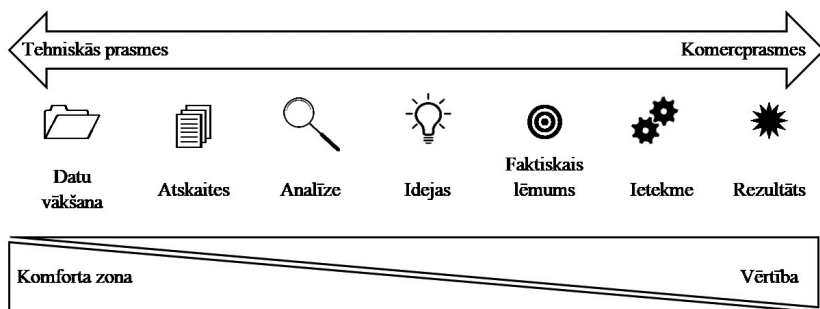 Tehniskās prasmes
Komercprasmes
Datu
vākšana
Atskaites
Analīze
Idejas
Faktiskais
lēmums
Ietekme
Rezultāts
Komforta zona
Vērtība